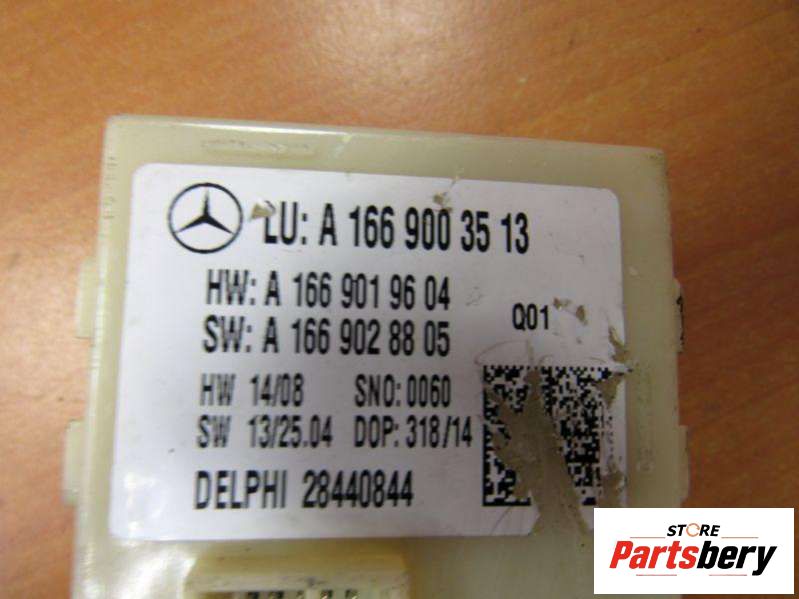 LU: A 166 900 35 13
HW: A 166 901 96 04
SW: A 166 902 88 05
Q01
HW 14/08 SNO: 0060
SW 13/25.04 DOP: 318/14
DELPHI 28440844
STORE
Partsbery